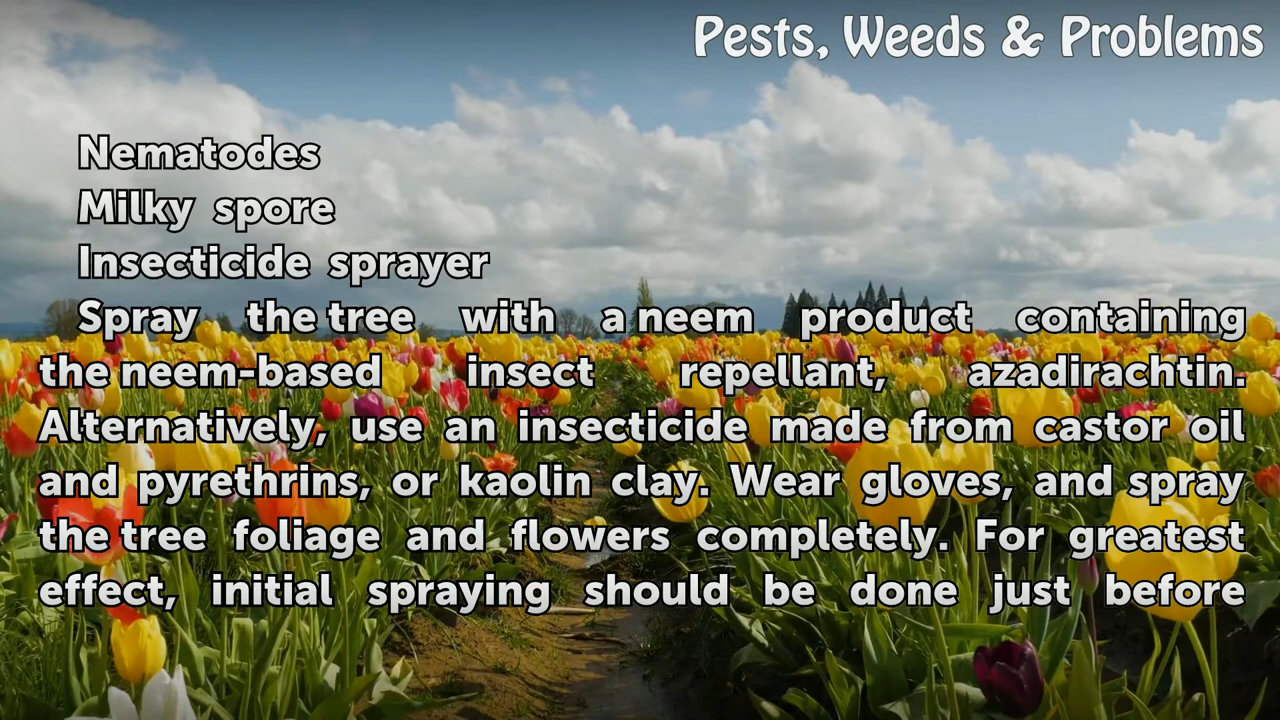 Pests, Weeds & Problems
Nematodes
Milky spore
Insecticide sprayer
Spray the tree with a neem product containing
the neem-based insect repellant, azadirachtin.
Alternatively, use an insecticide made from castor oil
and pyrethrins, or kaolin clay. Wear gloves, and spray
the tree foliage and flowers completely. For greatest
effect, initial spraying should be done just before